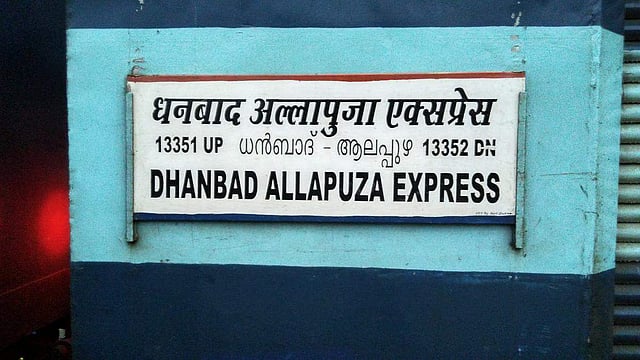 धनबाद अल्लापुजा एक्सप्रेस
13351 UP ധൻബാദ് - ആലപ്പുഴ 13352 DN
DHANBAD ALLAPUZA EXPRESS